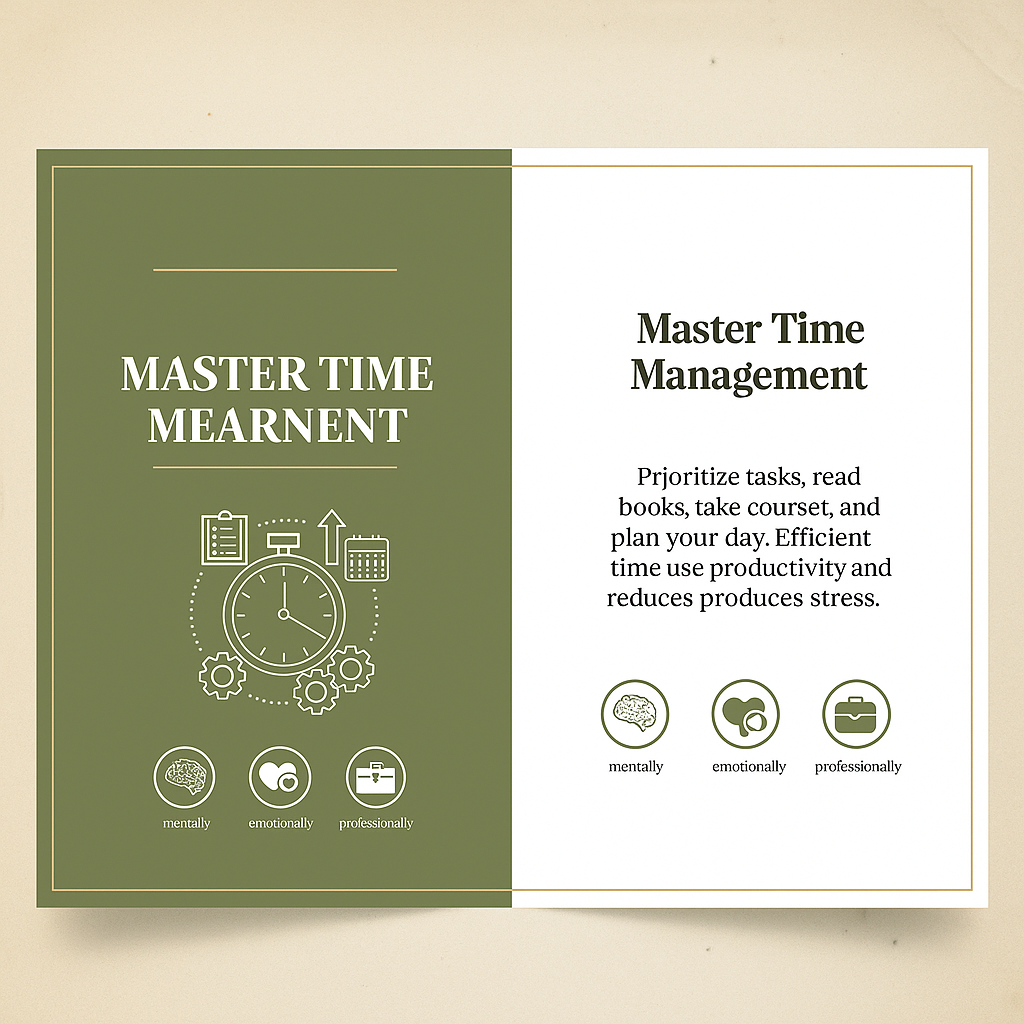 MASTER TIME
MEARNENT
mentally
emotionally
professionally
Master Time
Management
Prjoritize tasks, read
books, take courset, and
plan your day. Efficient
time use productivity and
reduces produces stress.
mentally
emotionally
professionally